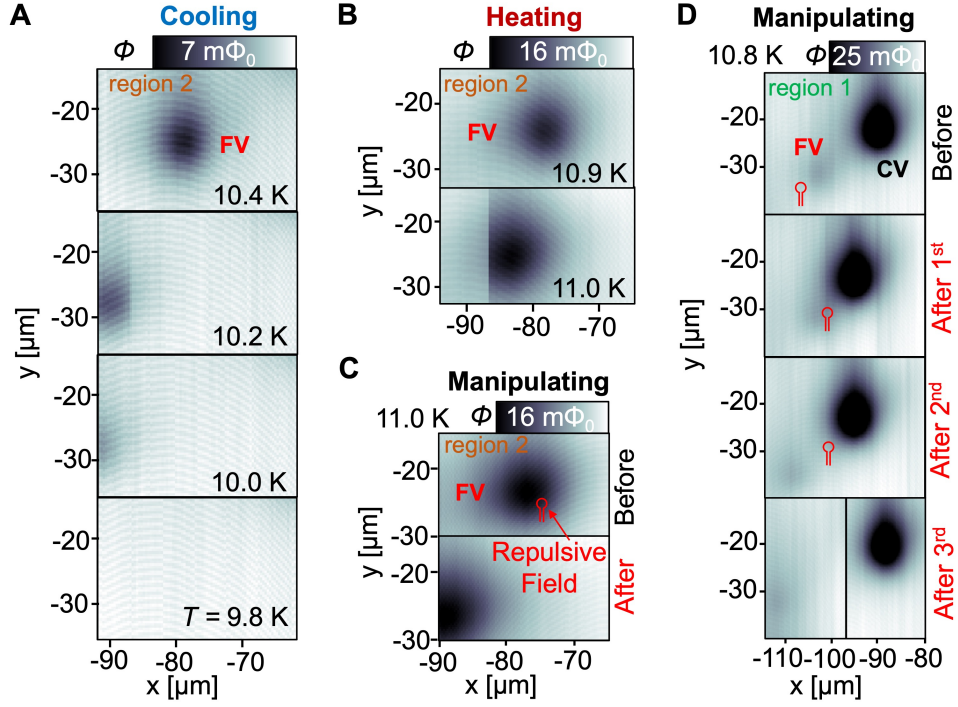 A
Cooling
Φ
7 mΦ0
region 2
FV
10.4 K
-20
-30
10.2 K
-20
-30
10.0 K
-20
-30
T = 9.8 K
-20
-30
y [μm]
-90 -80 -70
x [μm]
B
Heating
Φ
16 mΦ0
region 2
FV
10.9 K
-20
-30
11.0 K
-20
-30
y [μm]
-90 -80 -70
C
Manipulating
11.0 K
Φ
16 mΦ0
region 2
FV
Before
-20
-30
Repulsive
Field
After
-20
-30
y [μm]
-90 -80 -70
x [μm]
D
Manipulating
10.8 K
Φ
25 mΦ0
region 1
FV
CV
Before
-20
-30
After 1st
-20
-30
After 2nd
-20
-30
After 3rd
-20
-30
y [μm]
-110 -100 -90 -80
x [μm]